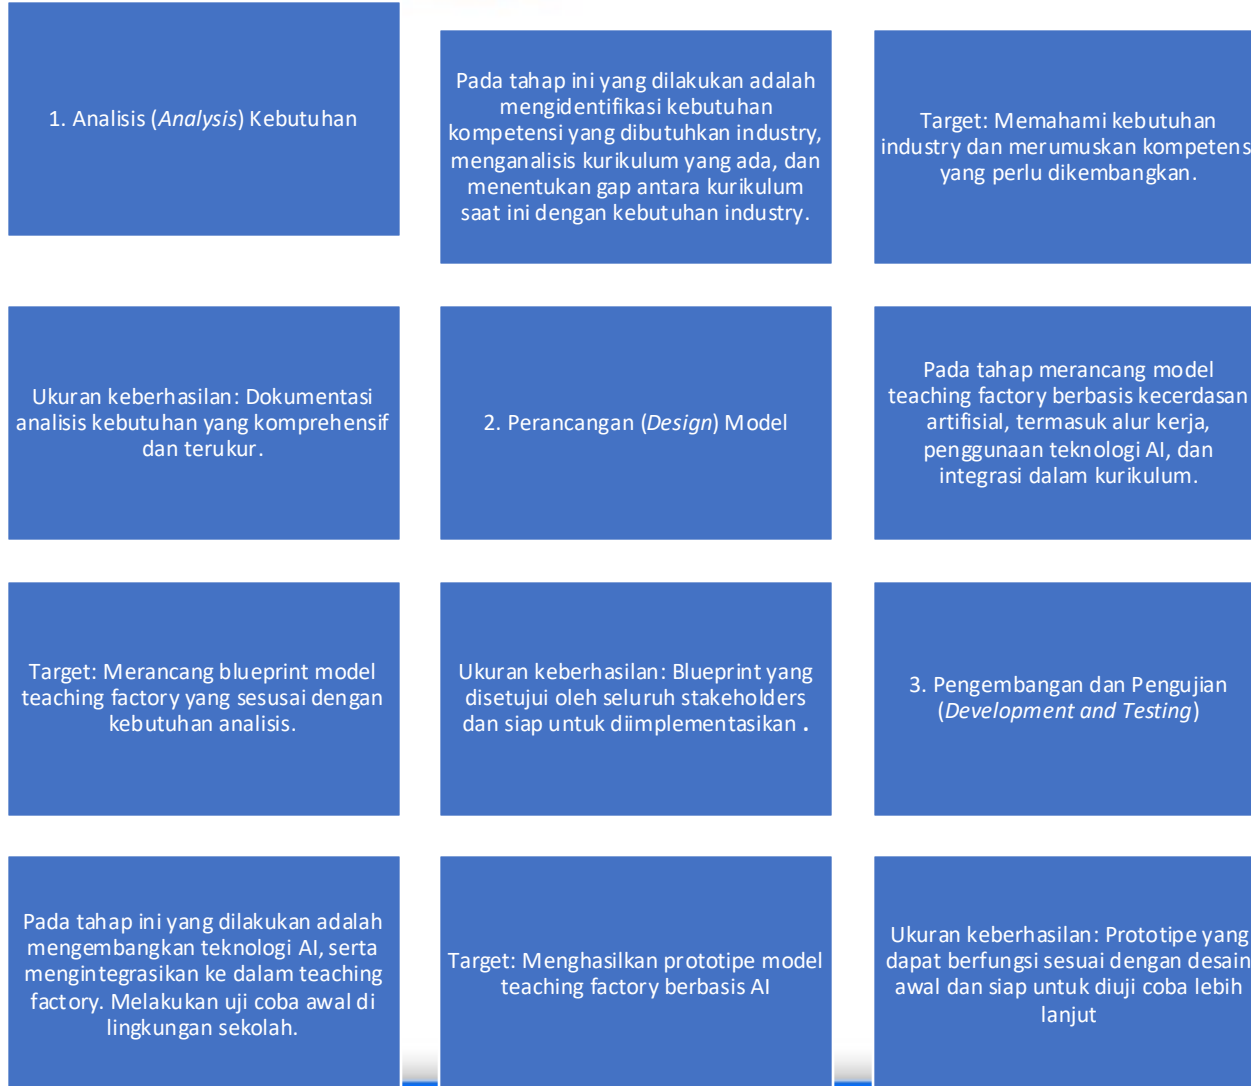 1. Analisis (Analysis) Kebutuhan
Pada tahap ini yang dilakukan adalah
mengidentifikasi kebutuhan
kompetensi yang dibutuhkan industry,
menganalisis kurikulum yang ada, dan
menentukan gap antara kurikulum
saat ini dengan kebutuhan industry.
Target: Memahami kebutuhan
industry dan merumuskan kompetens
yang perlu dikembangkan.
Ukuran keberhasilan: Dokumentasi
analisis kebutuhan yang komprehensif
dan terukur.
2. Perancangan (Design) Model
Pada tahap merancang model
teaching factory berbasis kecerdasan
artifisial, termasuk alur kerja,
penggunaan teknologi AI, dan
integrasi dalam kurikulum.
Target: Merancang blueprint model
teaching factory yang sesusai dengan
kebutuhan analisis.
Ukuran keberhasilan: Blueprint yang
disetujui oleh seluruh stakeholders
dan siap untuk diimplementasikan .
3. Pengembangan dan Pengujian
(Development and Testing)
Pada tahap ini yang dilakukan adalah
mengembangkan teknologi AI, serta
mengintegrasikan ke dalam teaching
factory. Melakukan uji coba awal di
lingkungan sekolah.
Target: Menghasilkan prototipe model
teaching factory berbasis AI
Ukuran keberhasilan: Prototipe yang
dapat berfungsi sesuai dengan desain
awal dan siap untuk diuji coba lebih
lanjut